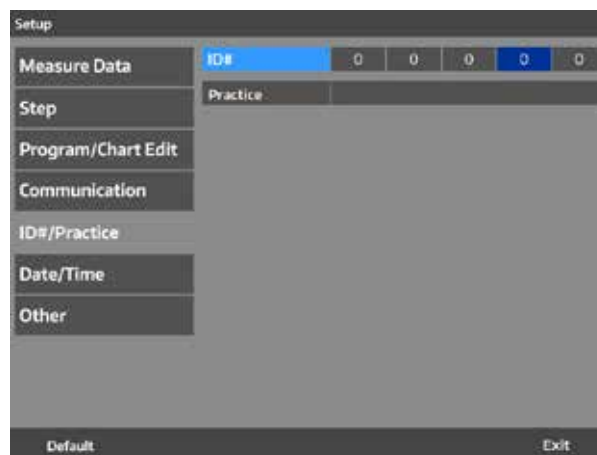 Setup
Measure Data
Step
Program/Chart Edit
Communication
ID#/Practice
Date/Time
Other
ID# 0 0 0 0 0
Practice
Default Exit